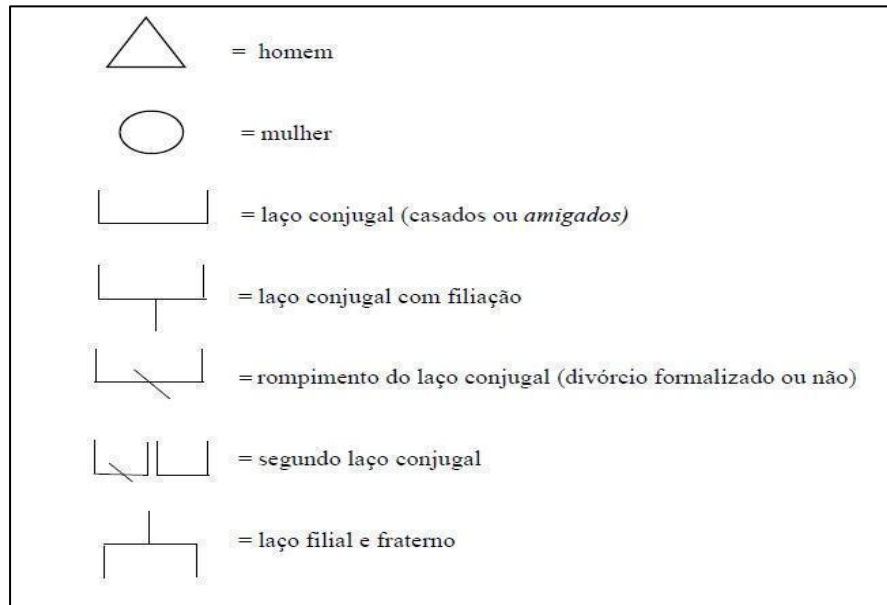 = homem
= mulher
= laço conjugal (casados ou amigados)
= laço conjugal com filiação
= rompimento do laço conjugal (divórcio formalizado ou não)
= segundo laço conjugal
= laço filial e fraterno